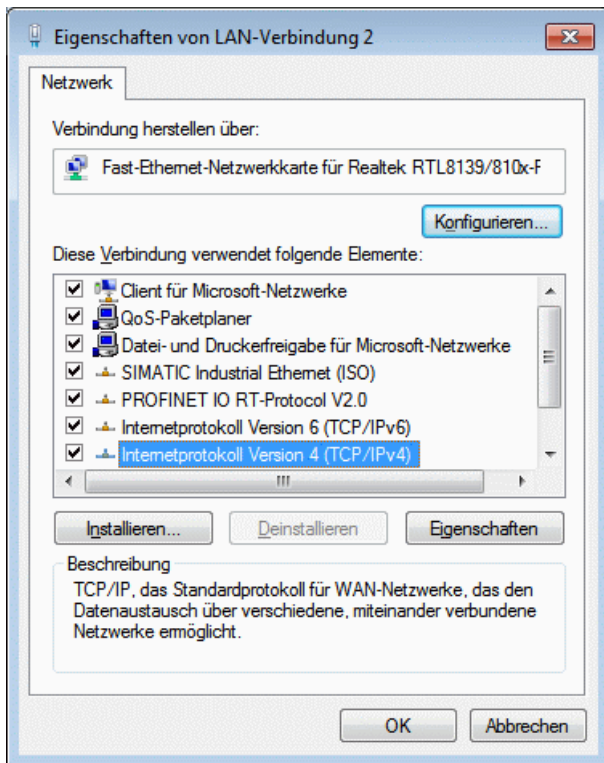 Eigenschaften von LAN-Verbindung 2
Netzwerk
Verbindung herstellen über:
Fast-Ethernet-Netzwerkkarte für Realtek RTL8139/810x-F
Konfigurieren...
Diese Verbindung verwendet folgende Elemente:
Client für Microsoft-Netzwerke
QoS-Paketplaner
Datei- und Druckerfreigabe für Microsoft-Netzwerke
SIMATIC Industrial Ethernet (ISO)
PROFINET IO RT-Protocol V2.0
Internetprotokoll Version 6 (TCP/IPv6)
Internetprotokoll Version 4 (TCP/IPv4)
Installieren... Deinstallieren Eigenschaften
Beschreibung
TCP/IP, das Standardprotokoll für WAN-Netzwerke, das den
Datenaustausch über verschiedene, miteinander verbundene
Netzwerke ermöglicht.
OK Abbrechen